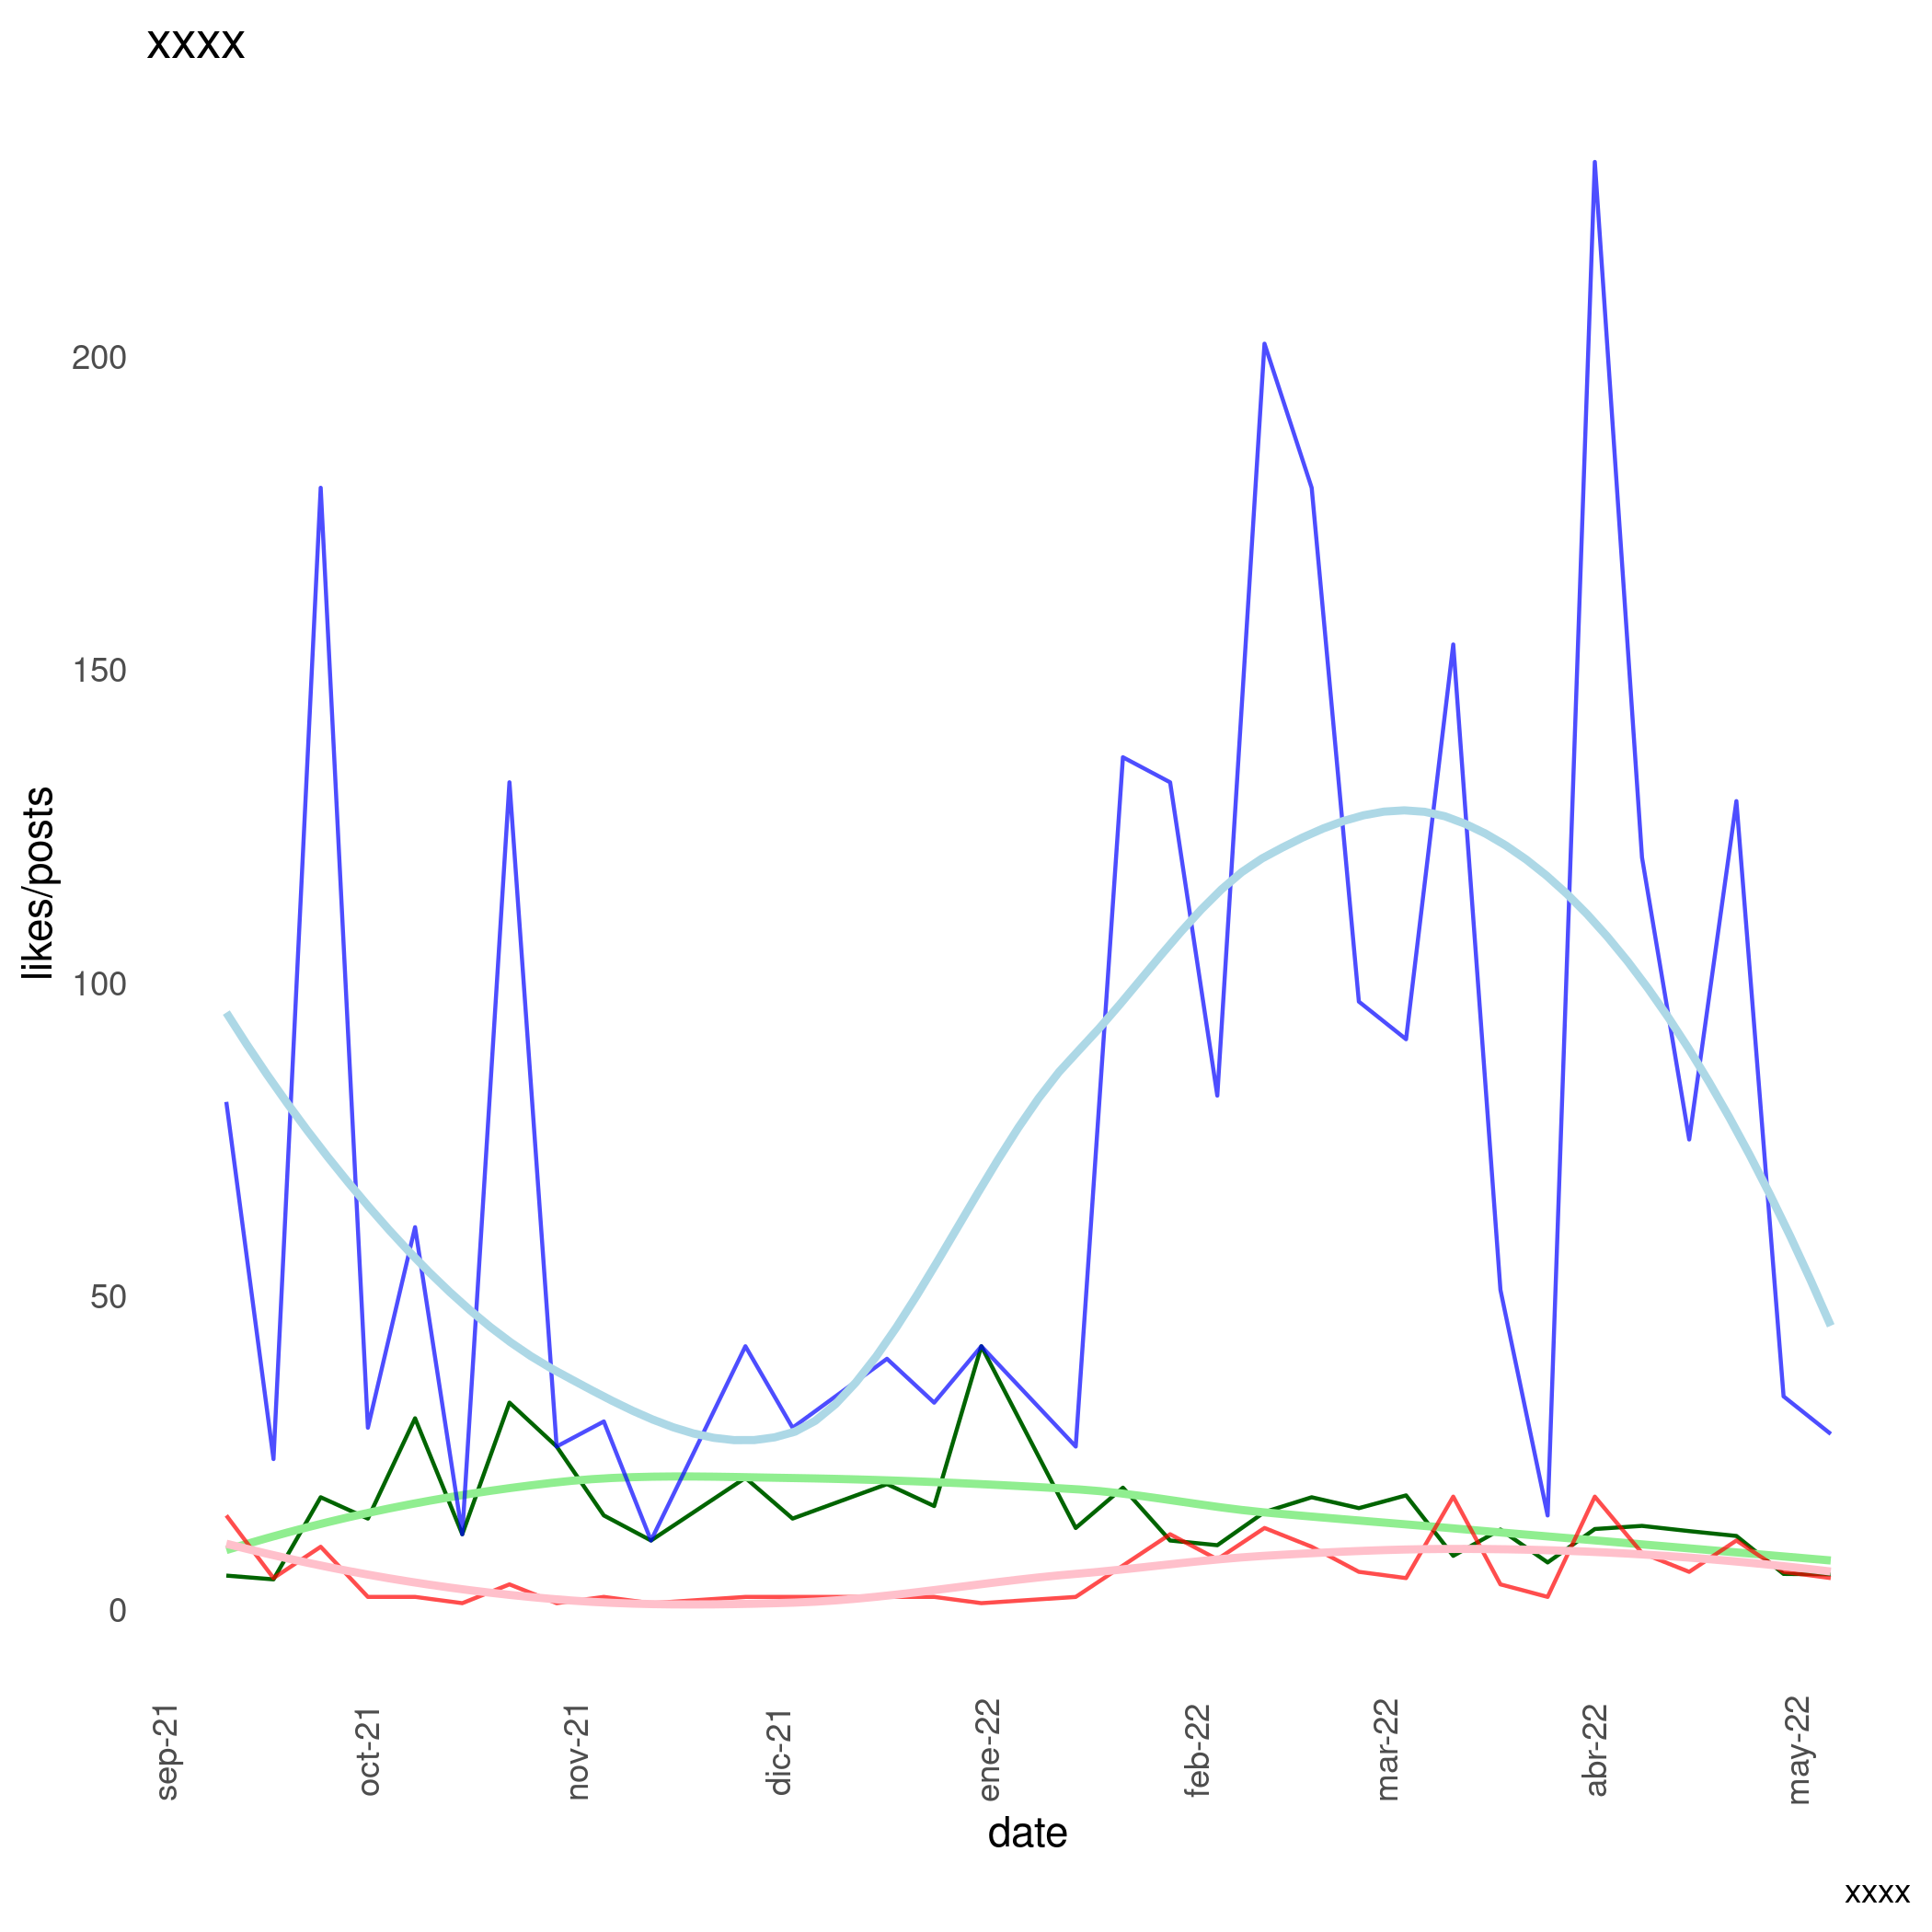 xxxx
likes/posts
200
150
100
50
0
sep-21
oct-21
nov-21
dic-21
ene-22
feb-22
mar-22
abr-22
may-22
date
xxxx